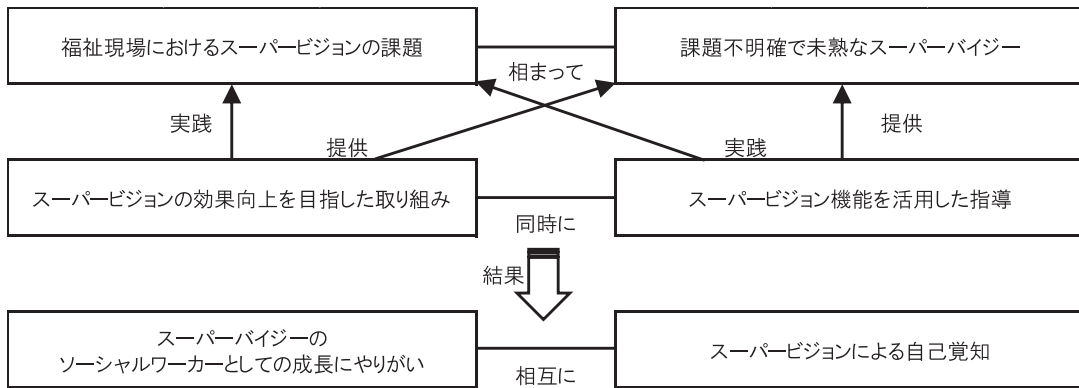 福祉現場におけるスーパービジョンの課題
課題不明確で未熟なスーパーバイジー
相まって
実践
提供
実践
提供
スーパービジョンの効果向上を目指した取り組み
スーパービジョン機能を活用した指導
同時に
結果
スーパーバイジーの
ソーシャルワーカーとしての成長にやりがい
スーパービジョンによる自己覚知
相互に